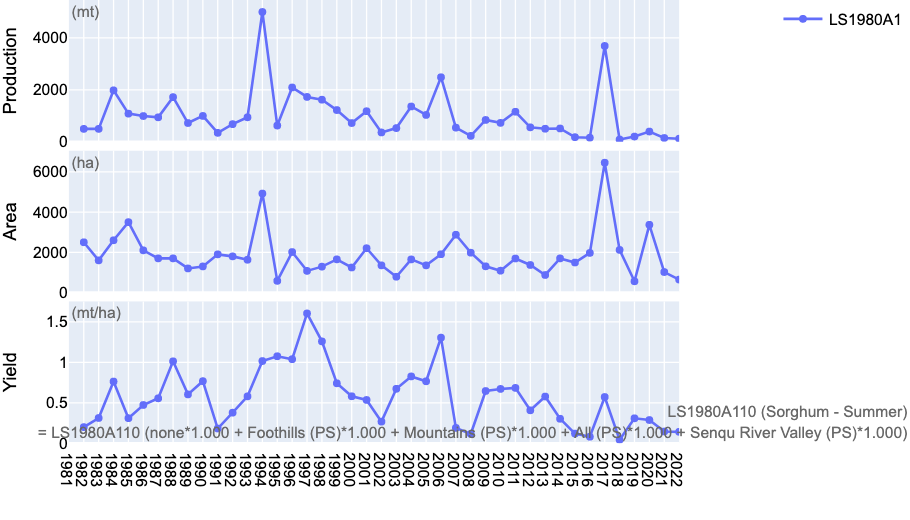 (mt)
LS1980A1
Production
4000
2000
0
(ha)
Area
6000
4000
2000
0
(mt/ha)
Yield
1.5
1
0.5
0
LS1980A110 (Sorghum - Summer)
= LS1980A110 (none*1.000 + Foothills (PS)*1.000 + Mountains (PS)*1.000 + All (PS)*1.000 + Senqu River Valley (PS)*1.000)
1981 1982 1983 1984 1985 1986 1987 1988 1989 1990 1991 1992 1993 1994 1995 1996 1997 1998 1999 2000 2001 2002 2003 2004 2005 2006 2007 2008 2009 2010 2011 2012 2013 2014 2015 2016 2017 2018 2019 2020 2021 2022